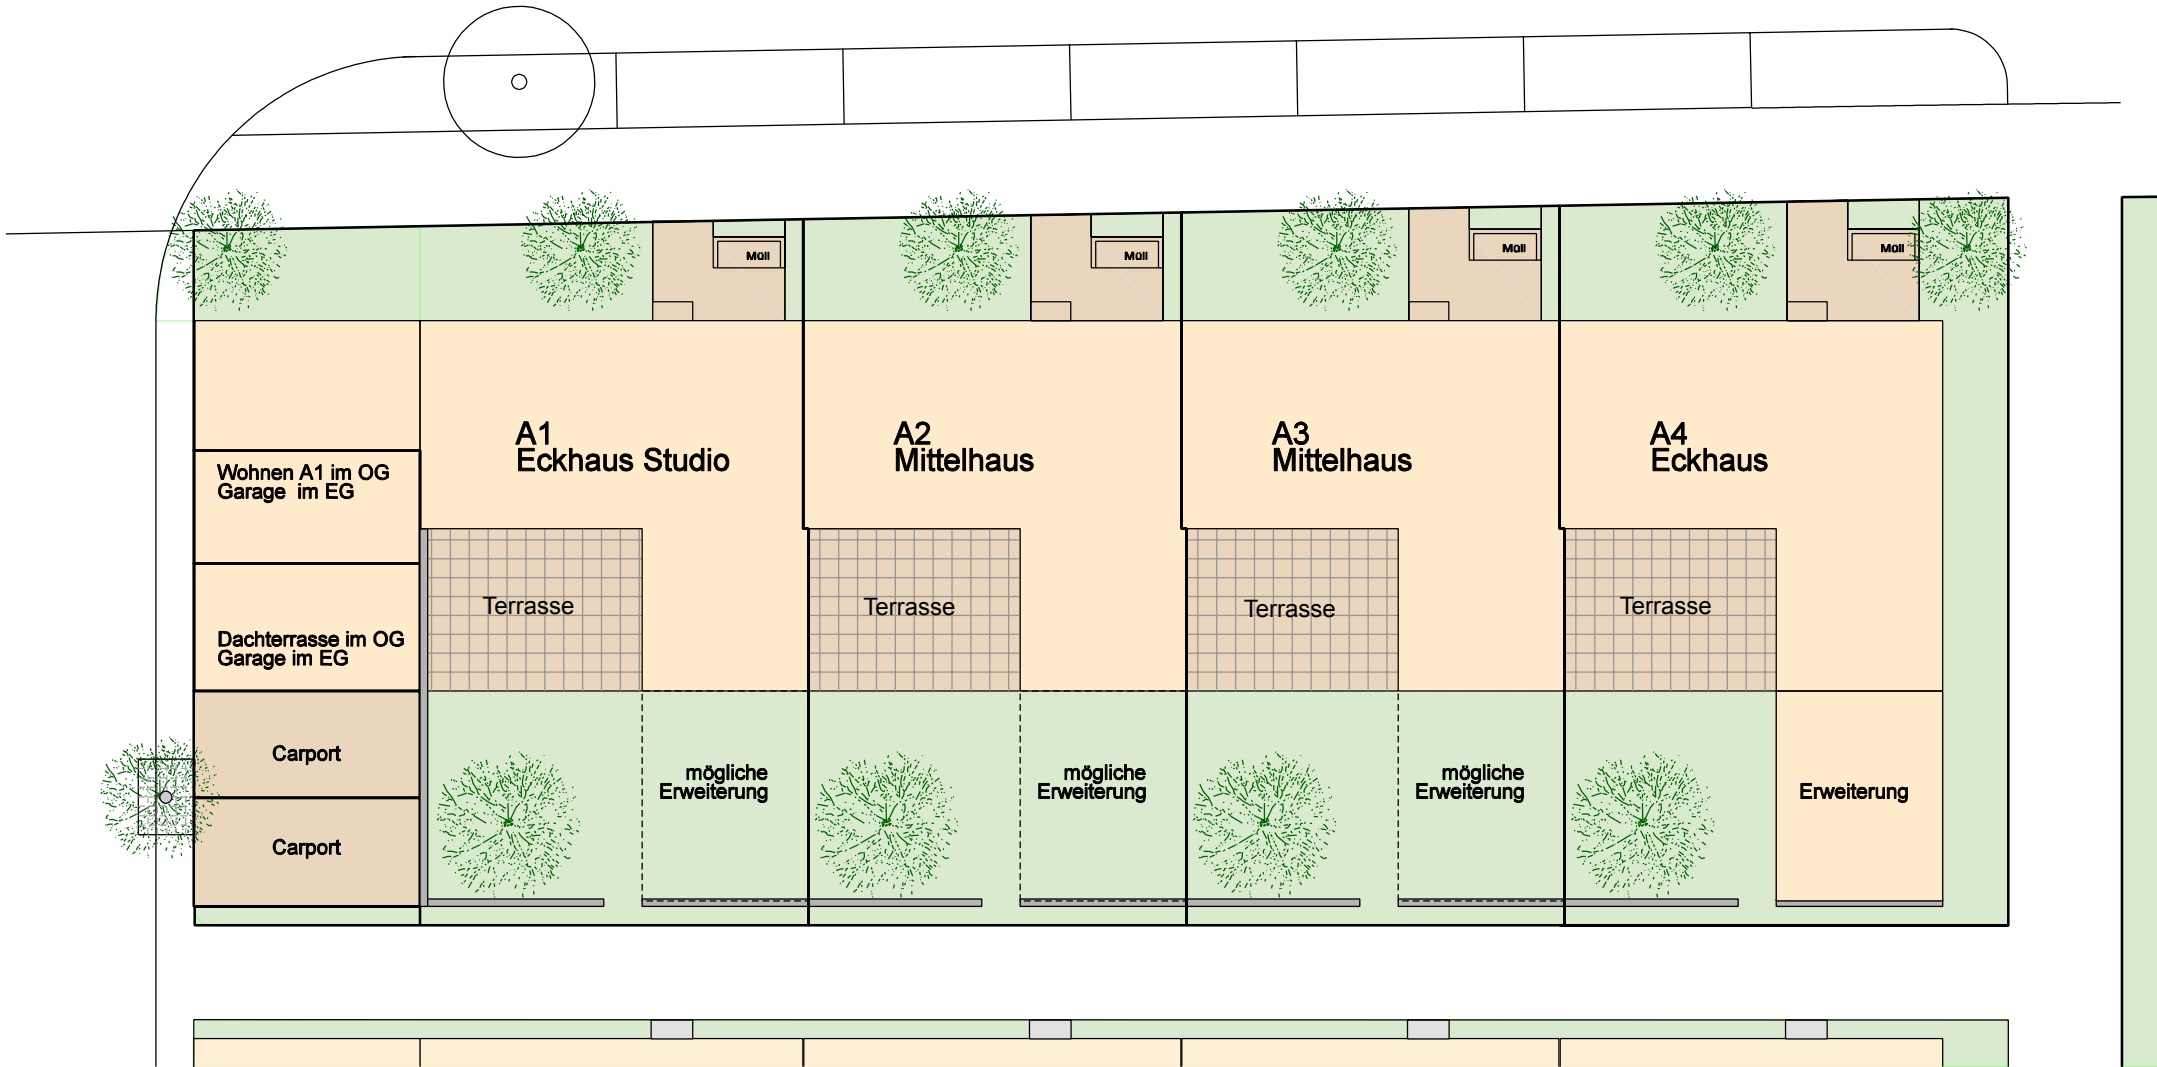 Müll
Müll
Müll
Müll
A1
Eckhaus Studio
A2
Mittelhaus
A3
Mittelhaus
A4
Eckhaus
Wohnen A1 im OG
Garage im EG
Terrasse
Terrasse
Terrasse
Terrasse
Dachterrasse im OG
Garage im EG
Carport
mögliche
Erweiterung
mögliche
Erweiterung
mögliche
Erweiterung
Erweiterung
Carport